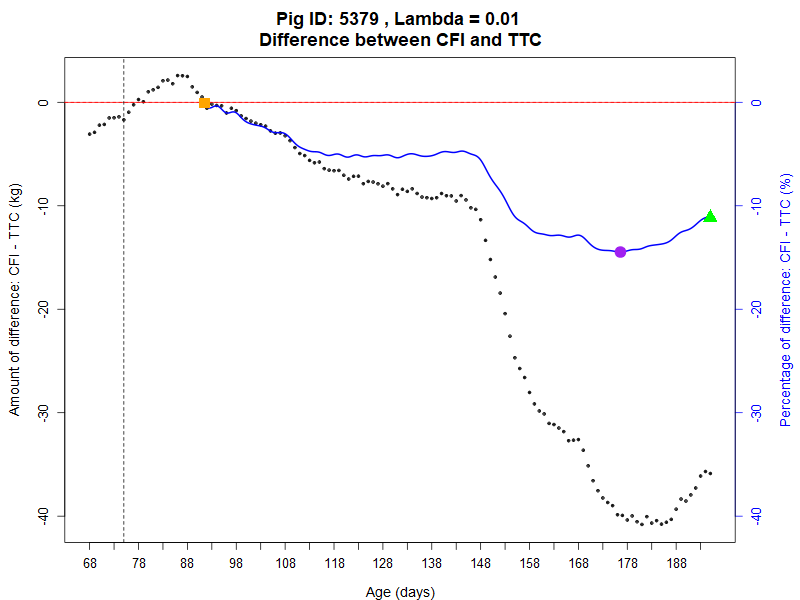 Pig ID: 5379 , Lambda = 0.01
Difference between CFI and TTC
Amount of difference: CFI - TTC (kg)
0
-10
-20
-30
-40
0
-10
-20
-30
-40
Percentage of difference: CFI - TTC (%)
68 78 88 98 108 118 128 138 148 158 168 178 188
Age (days)